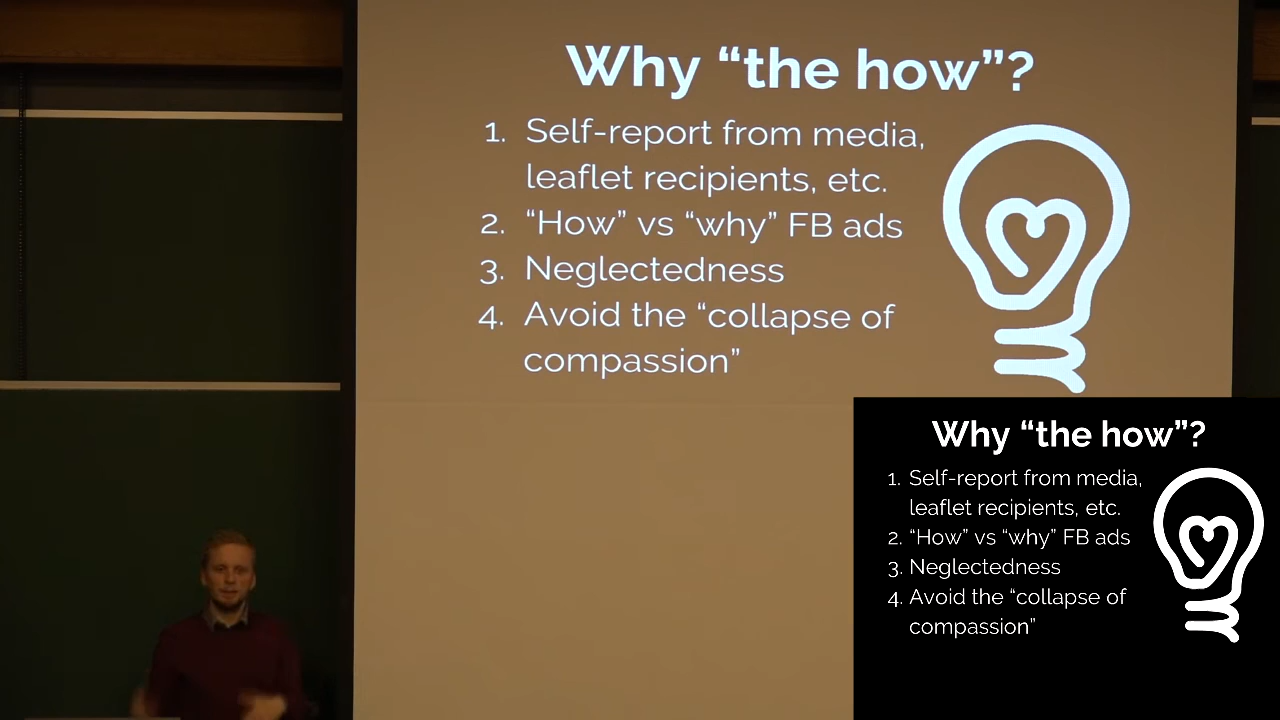 Why “the how”?
1. Self-report from media,
leaflet recipients, etc.
2. “How” vs “why” FB ads
3. Neglectedness
4. Avoid the “collapse of
compassion”
Why “the how”?
1. Self-report from media,
leaflet recipients, etc.
2. “How” vs “why” FB ads
3. Neglectedness
4. Avoid the “collapse of
compassion”